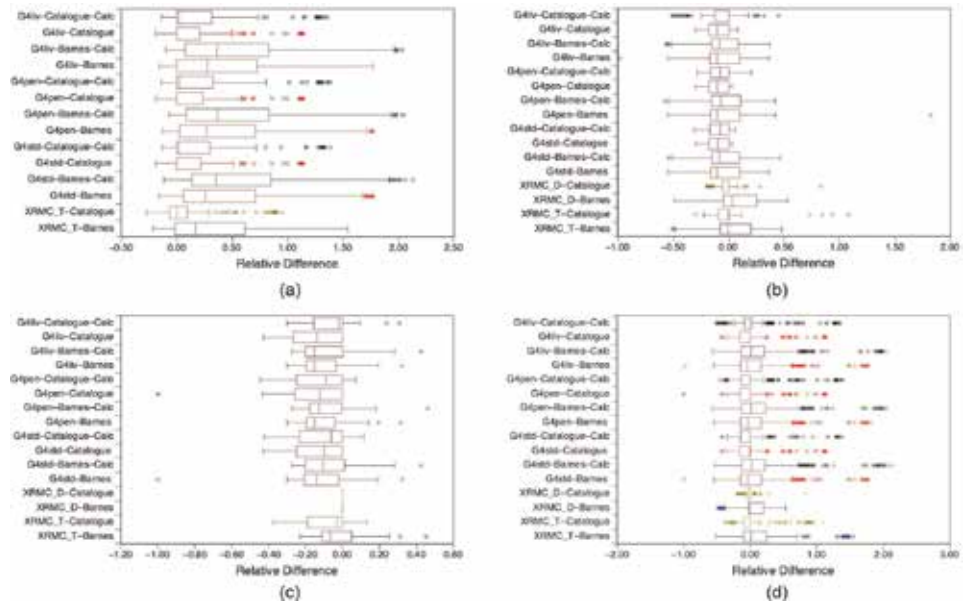 G4liv-Catalogue-Calc
G4liv-Catalogue
G4liv-Barnes-Calc
G4liv-Barnes
G4pen-Catalogue-Calc
G4pen-Catalogue
G4pen-Barnes-Calc
G4pen-Barnes
G4std-Catalogue-Calc
G4std-Catalogue
G4std-Barnes-Calc
G4std-Barnes
XRMC_T-Catalogue
XRMC_T-Barnes
-0.50 0.00 0.50 1.00 1.50 2.00 2.50
Relative Difference
(a)
G4liv-Catalogue-Calc
G4liv-Catalogue
G4liv-Barnes-Calc
G4liv-Barnes
G4pen-Catalogue-Calc
G4pen-Catalogue
G4pen-Barnes-Calc
G4pen-Barnes
G4std-Catalogue-Calc
G4std-Catalogue
G4std-Barnes-Calc
G4std-Barnes
XRMC_D-Catalogue
XRMC_D-Barnes
XRMC_T-Catalogue
XRMC_T-Barnes
-1.00 -0.50 0.00 0.50 1.00 1.50 2.00
Relative Difference
(b)
G4liv-Catalogue-Calc
G4liv-Catalogue
G4liv-Barnes-Calc
G4liv-Barnes
G4pen-Catalogue-Calc
G4pen-Catalogue
G4pen-Barnes-Calc
G4pen-Barnes
G4std-Catalogue-Calc
G4std-Catalogue
G4std-Barnes-Calc
G4std-Barnes
XRMC_D-Catalogue
XRMC_D-Barnes
XRMC_T-Catalogue
XRMC_T-Barnes
-1.20 -1.00 -0.80 -0.60 -0.40 -0.20 0.00 0.20 0.40 0.60
Relative Difference
(c)
G4liv-Catalogue-Calc
G4liv-Catalogue
G4liv-Barnes-Calc
G4liv-Barnes
G4pen-Catalogue-Calc
G4pen-Catalogue
G4pen-Barnes-Calc
G4pen-Barnes
G4std-Catalogue-Calc
G4std-Catalogue
G4std-Barnes-Calc
G4std-Barnes
XRMC_D-Catalogue
XRMC_D-Barnes
XRMC_T-Catalogue
XRMC_T-Barnes
-2.00 -1.00 0.00 1.00 2.00 3.00
Relative Difference
(d)